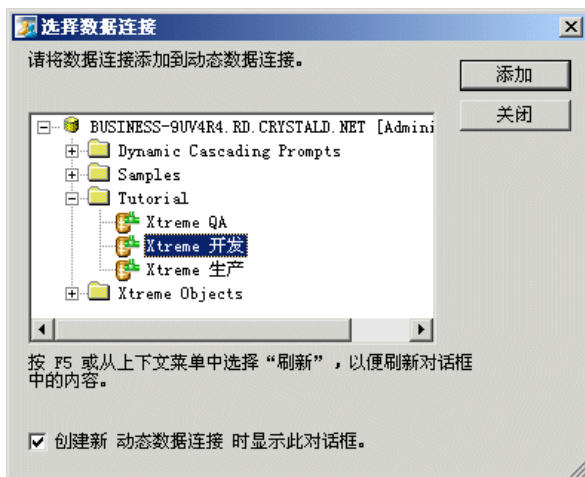 选择数据连接
请将数据连接添加到动态数据连接。
添加
关闭
BUSINESS-9UV4R4.RD.CRYSTALD.NET [Admini
Dynamic Cascading Prompts
Samples
Tutorial
Xtreme QA
Xtreme 开发
Xtreme 生产
Xtreme Objects
按 F5 或从上下文菜单中选择“刷新”，以便刷新对话框
中的内容。
创建新 动态数据连接 时显示此对话框。